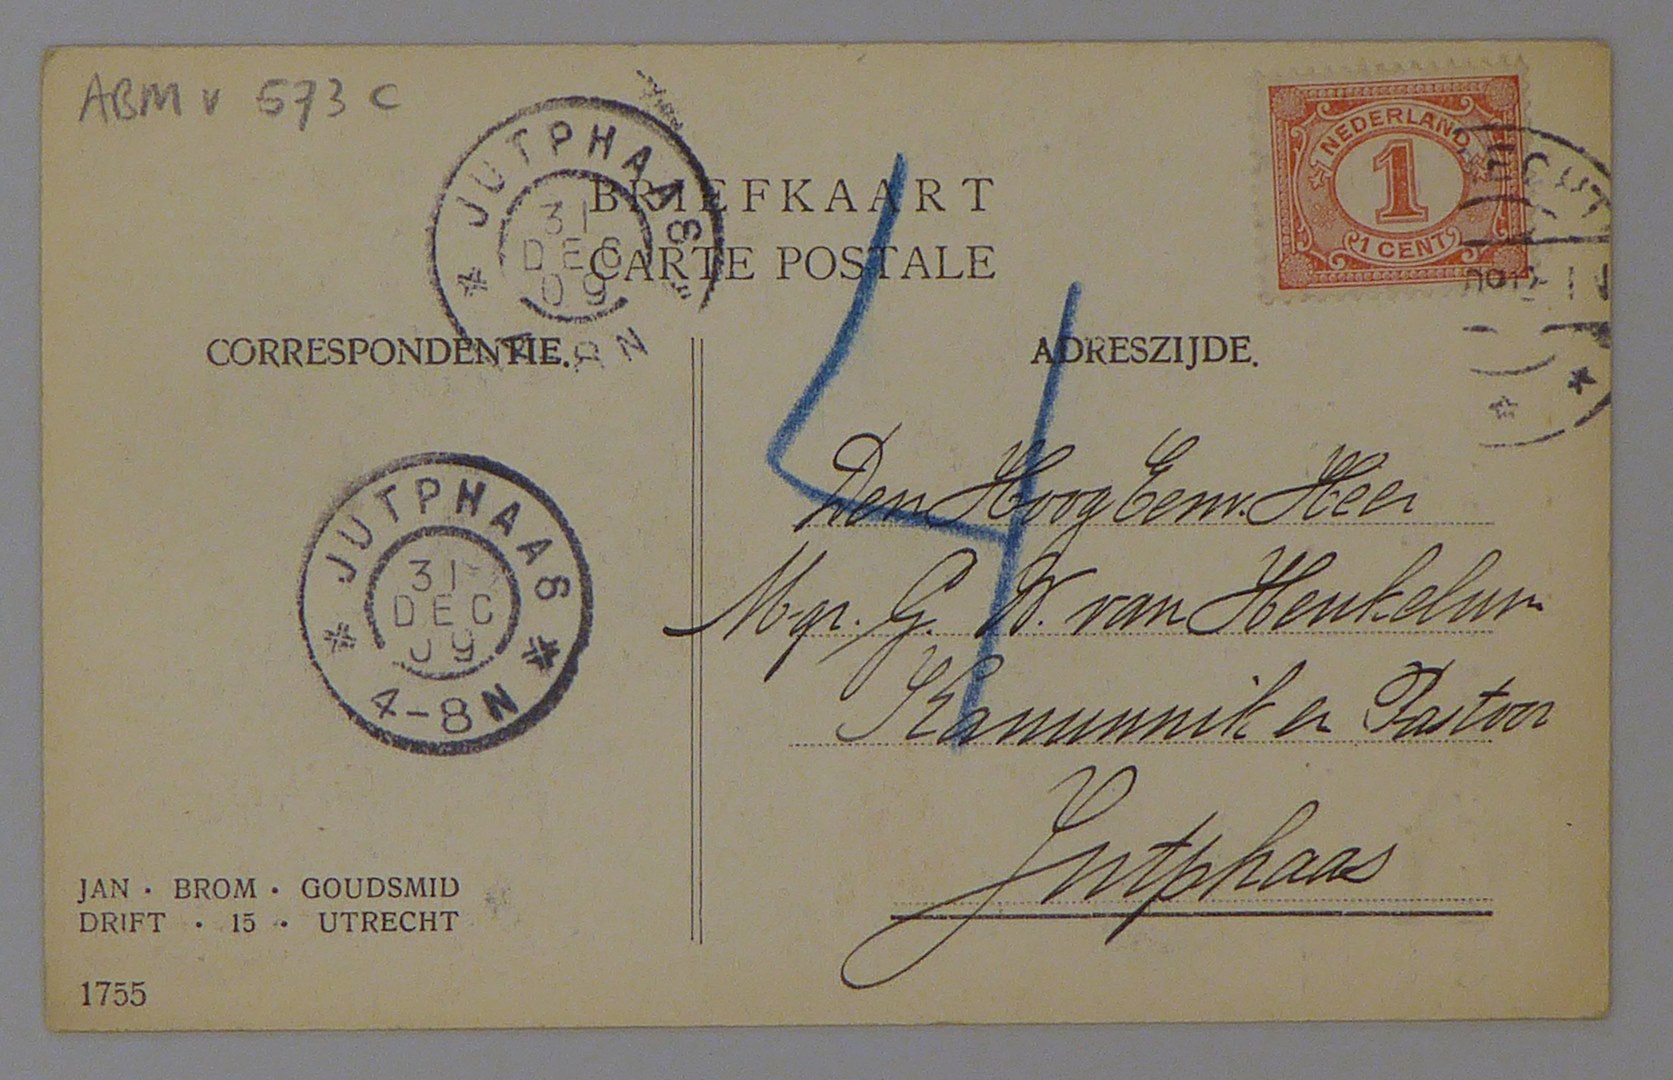 ABM v 573 c
JUTPHAAS
31
DEC
09
N
BRIEFKAART
CARTE POSTALE
NEDERLAND
1
1 CENT
CORRESPONDENTIE.
ADRESZIJDE.
4
Den Hoog Eerw. Heer
Mgr. G. W. van Heukelum
Kanunnik en Pastoor
Jutphaas
JUTPHAAS
31
DEC
09
4-8N
JAN · BROM · GOUDSMID
DRIFT · 15 · UTRECHT
1755